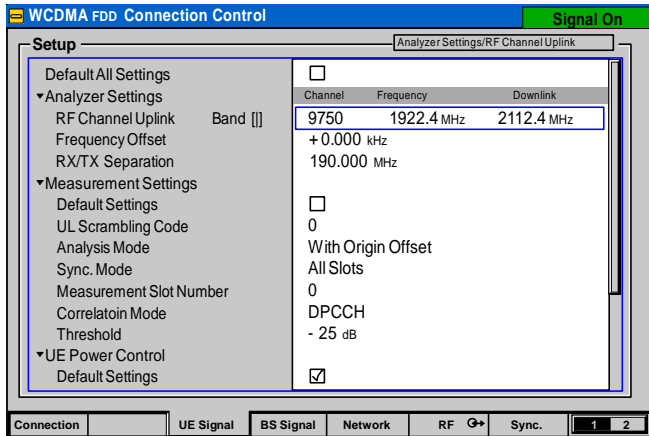 WCDMA FDD Connection Control Signal On
Setup Analyzer Settings/RF Channel Uplink
Default All Settings
Analyzer Settings Channel Frequency Downlink
RF Channel Uplink Band [|] 9750 1922.4 MHz 2112.4 MHz
Frequency Offset +0.000 kHz
RX/TX Separation 190.000 MHz
Measurement Settings
Default Settings
UL Scrambling Code 0
Analysis Mode With Origin Offset
Sync. Mode All Slots
Measurement Slot Number 0
Correlatoin Mode DPCCH
Threshold - 25 dB
UE Power Control
Default Settings
Connection UE Signal BS Signal Network RF Sync. 1 2